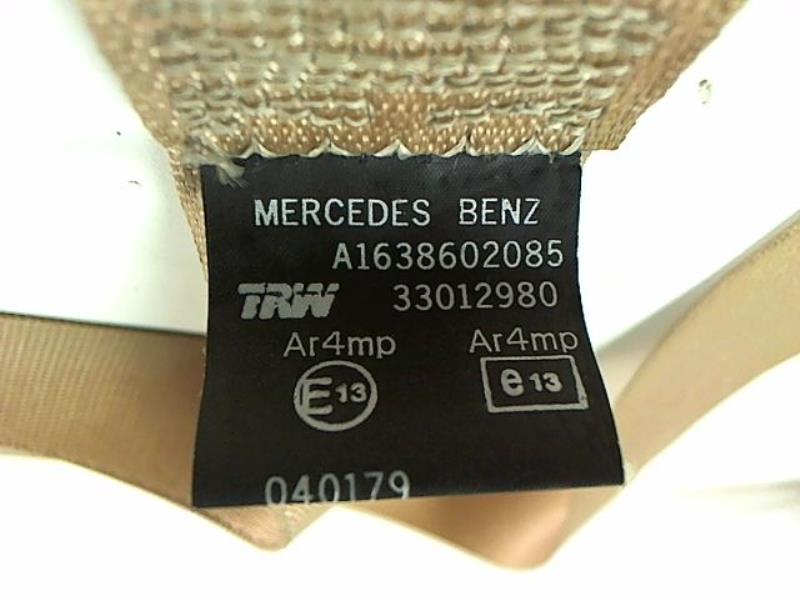 MERCEDES BENZ
A1638602085
TRW 33012980
Ar4mp Ar4mp
E13 e13
040179